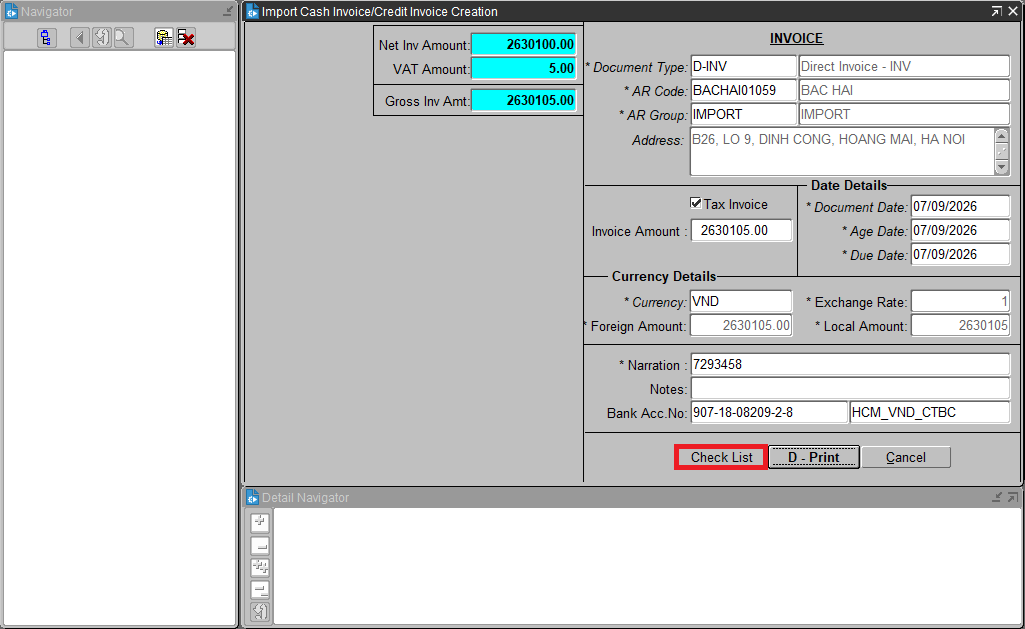 Navigator
Import Cash Invoice/Credit Invoice Creation
Net Inv Amount: 2630100.00
VAT Amount: 5.00
Gross Inv Amt: 2630105.00
INVOICE
* Document Type: D-INV Direct Invoice - INV
* AR Code: BACHAI01059 BAC HAI
* AR Group: IMPORT IMPORT
Address: B26, LO 9, DINH CONG, HOANG MAI, HA NOI
Tax Invoice
Invoice Amount : 2630105.00
Date Details
* Document Date: 07/09/2026
* Age Date: 07/09/2026
* Due Date: 07/09/2026
Currency Details
* Currency: VND * Exchange Rate: 1
* Foreign Amount: 2630105.00 * Local Amount: 2630105
* Narration : 7293458
Notes:
Bank Acc.No: 907-18-08209-2-8 HCM_VND_CTBC
Check List D - Print Cancel
Detail Navigator